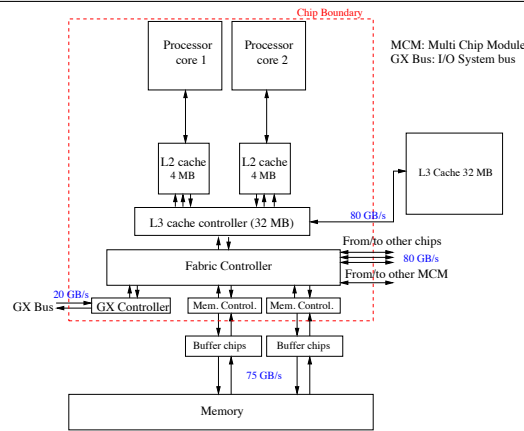 Chip Boundary
Processor
core 1
Processor
core 2
MCM: Multi Chip Module
GX Bus: I/O System bus
L2 cache
4 MB
L2 cache
4 MB
L3 Cache 32 MB
L3 cache controller (32 MB)
80 GB/s
From/to other chips
Fabric Controller
80 GB/s
From/to other MCM
20 GB/s
GX Bus
GX Controller
Mem. Control.
Mem. Control.
Buffer chips
Buffer chips
75 GB/s
Memory